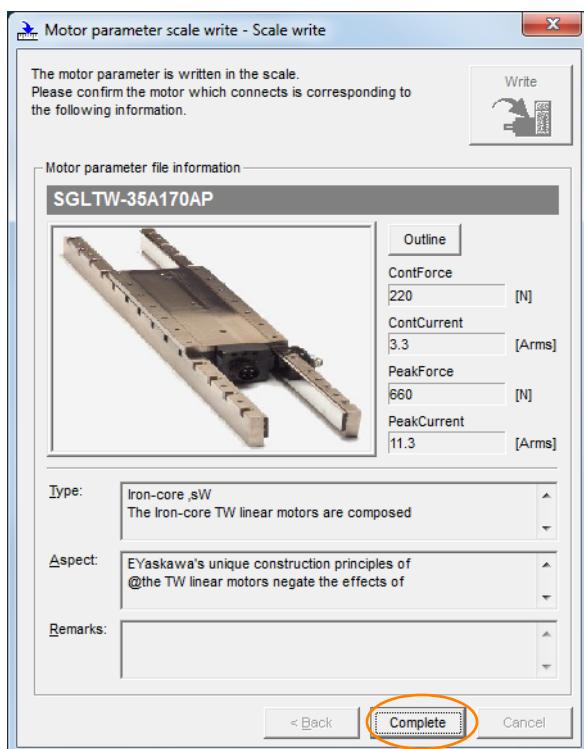 Motor parameter scale write - Scale write
The motor parameter is written in the scale.
Please confirm the motor which connects is corresponding to
the following information.
Write
Motor parameter file information
SGLTW-35A170AP
Outline
ContForce
220 [N]
ContCurrent
3.3 [Arms]
PeakForce
660 [N]
PeakCurrent
11.3 [Arms]
Type:
Iron-core ,sW
The Iron-core TW linear motors are composed
Aspect:
EYaskawa's unique construction principles of
@the TW linear motors negate the effects of
Remarks:
< Back Complete Cancel